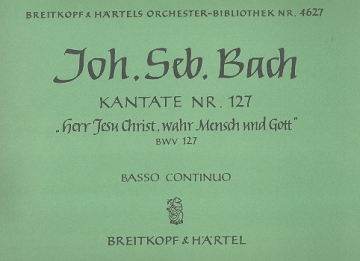 BREITKOPF & HÄRTELS ORCHESTER-BIBLIOTHEK NR. 4627
Joh. Seb. Bach
KANTATE NR. 127
„Herr Jesu Christ, wahr Mensch und Gott“
BWV 127
BASSO CONTINUO
BREITKOPF & HÄRTEL